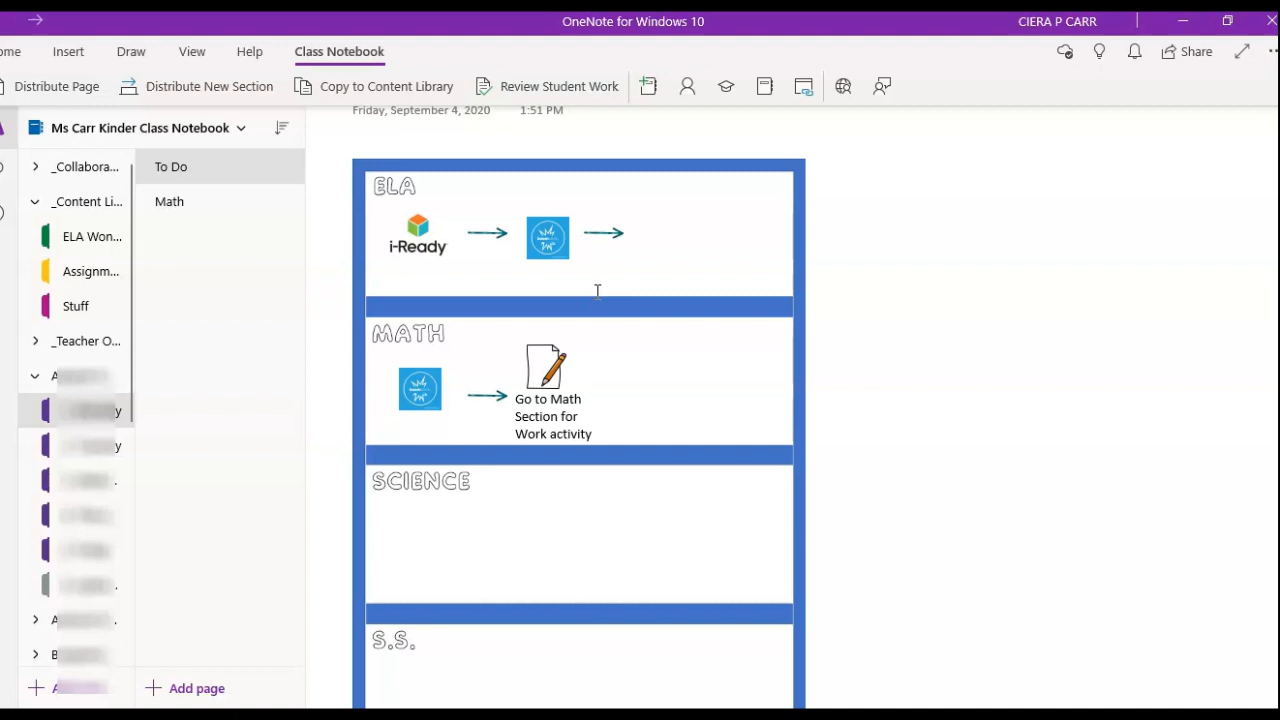 OneNote for Windows 10
CIERA P CARR
ome Insert Draw View Help Class Notebook
Share
Distribute Page Distribute New Section Copy to Content Library Review Student Work
Friday, September 4, 2020 1:51 PM
Ms Carr Kinder Class Notebook
_Collabora...
_Content Li...
ELA Won...
Assignm...
Stuff
_Teacher O...
A
y
y
A
B
To Do
Math
Add page
ELA
i-Ready
MATH
Go to Math
Section for
Work activity
SCIENCE
S.S.